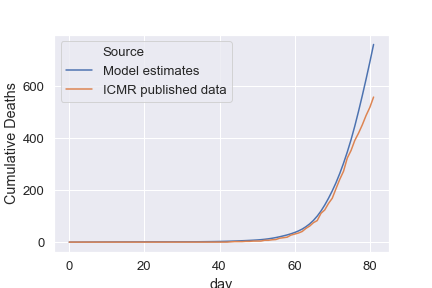 Source
Model estimates
ICMR published data
Cumulative Deaths
600
400
200
0
0 20 40 60 80
day